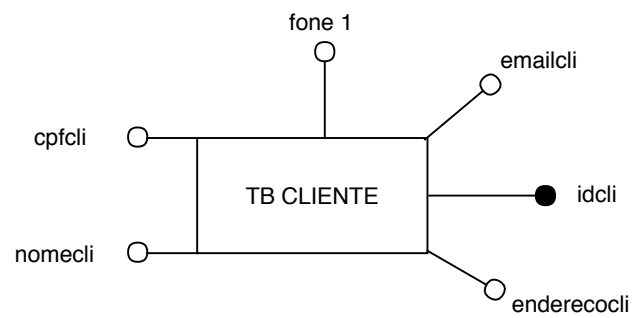 fone 1
emailcli
cpfcli
TB CLIENTE
idcli
nomecli
enderecocli